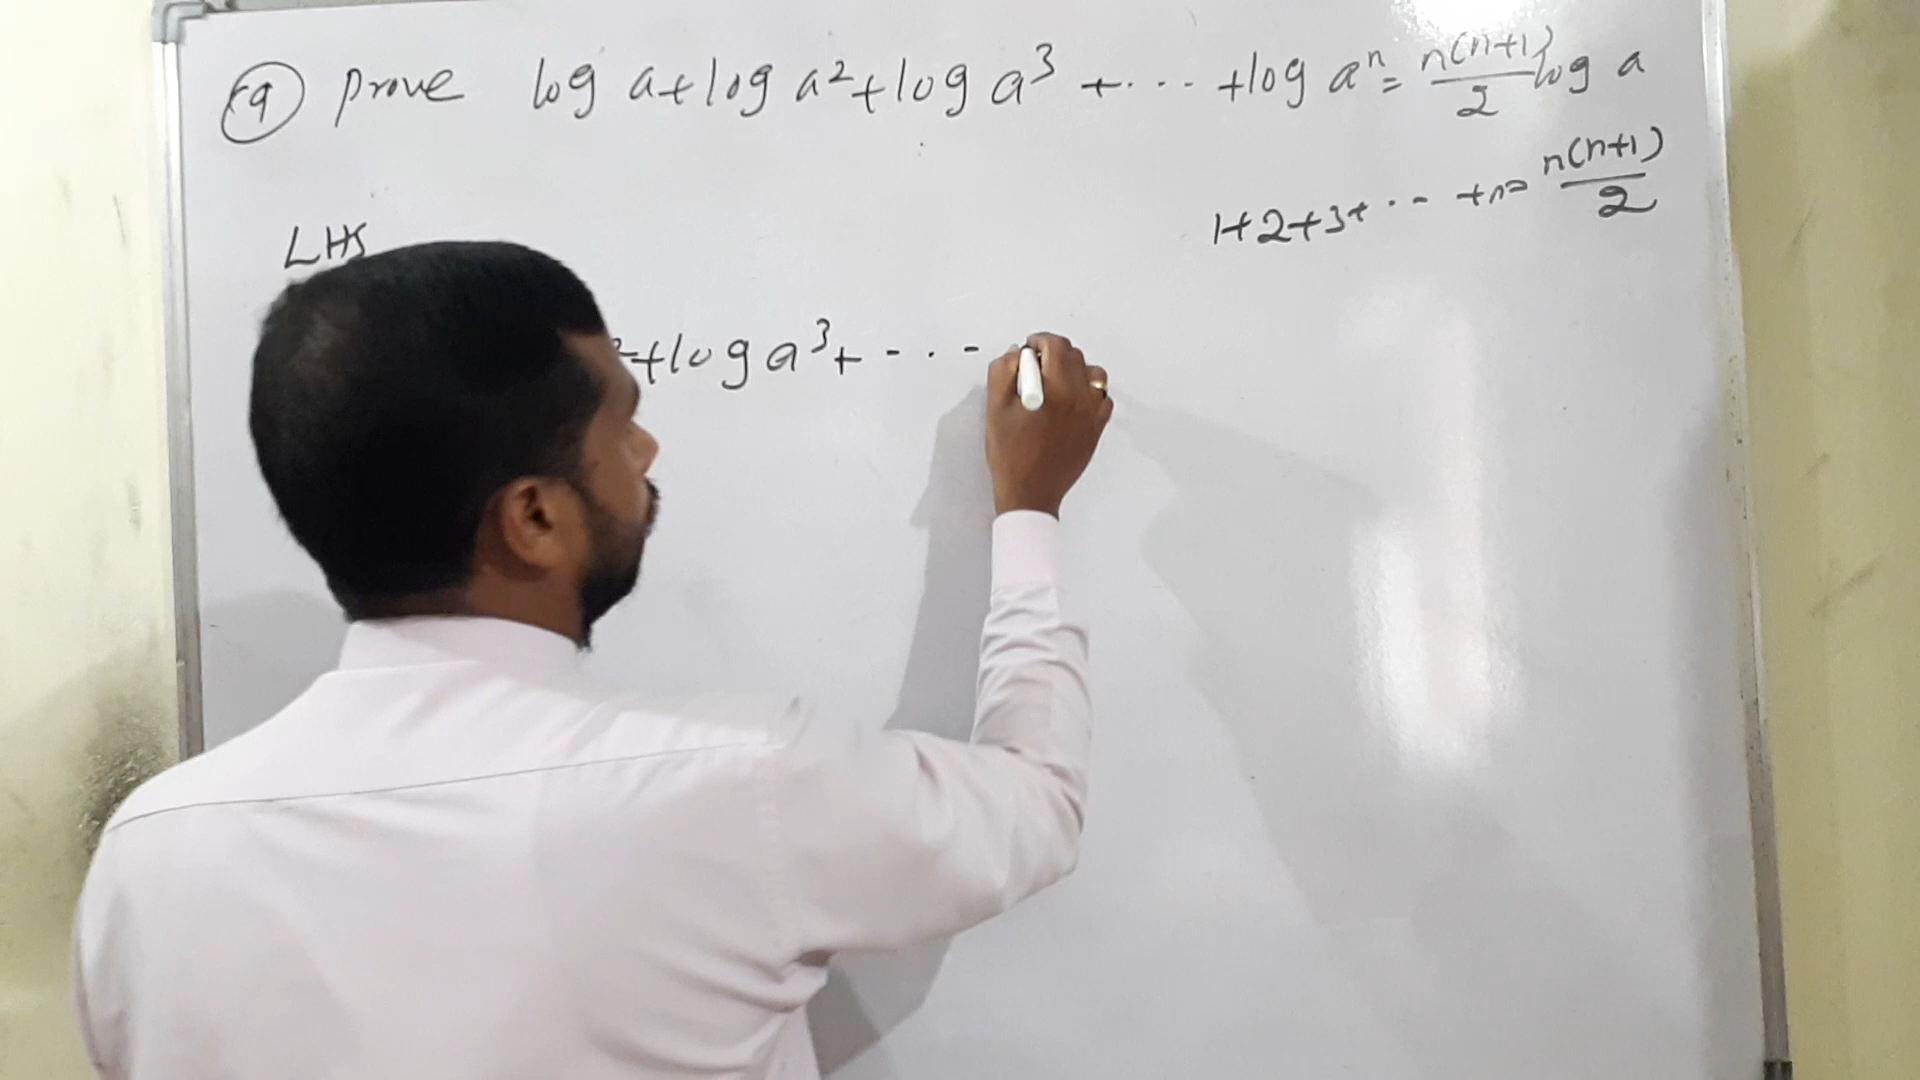 (9) Prove log a+log a²+log a³ +... +log aⁿ= n(n+1)/2 log a
1+2+3+... +n= n(n+1)/2
LHS
+log a³+ ...